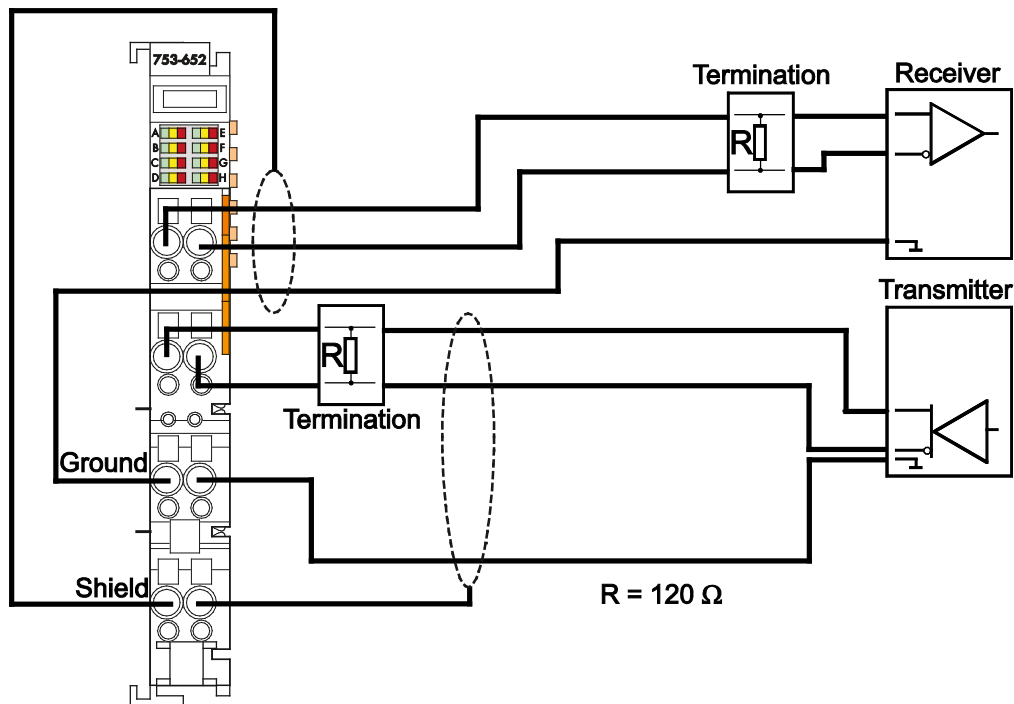 753-652
Termination
Receiver
A
E
B
F
C
G
D
H
R
Transmitter
R
Termination
Ground
Shield
R = 120 Ω